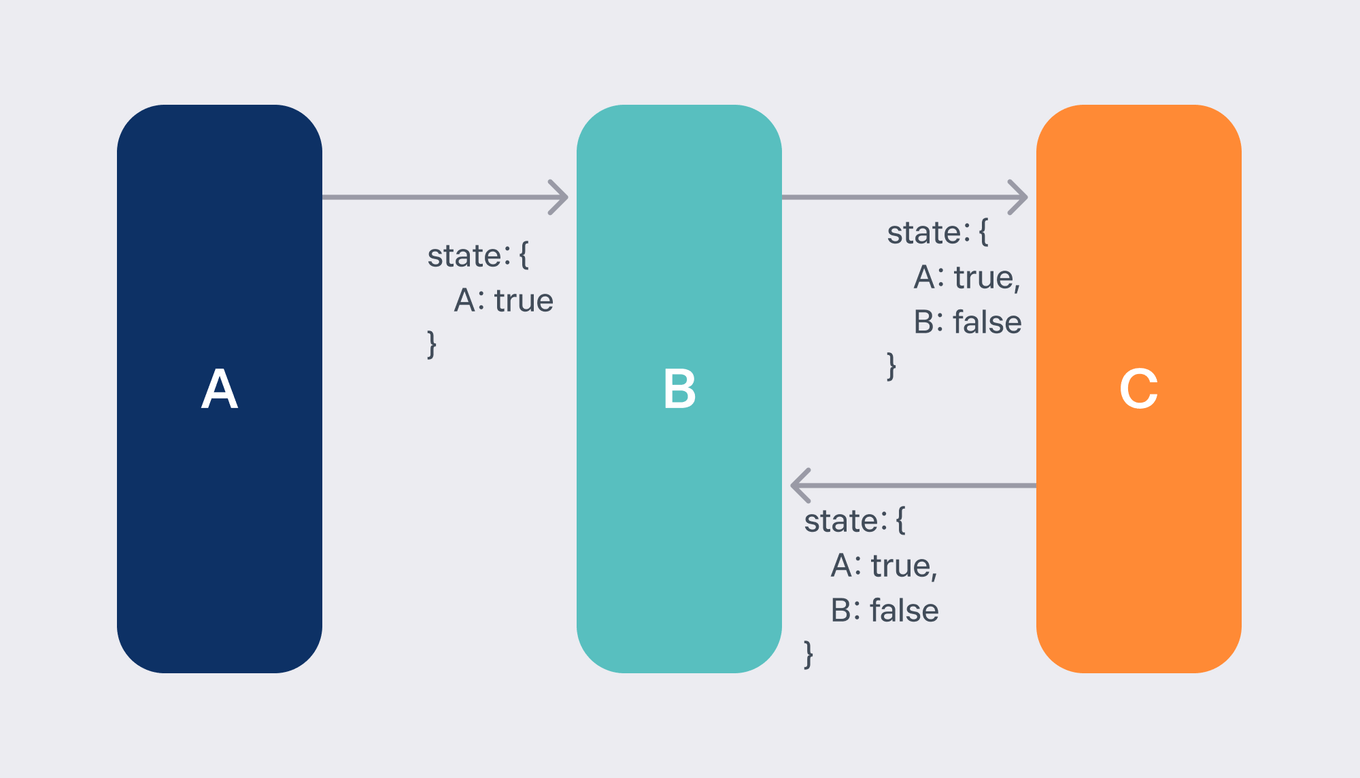 A
state: {
A: true
}
B
state: {
A: true,
B: false
}
state: {
A: true,
B: false
}
C